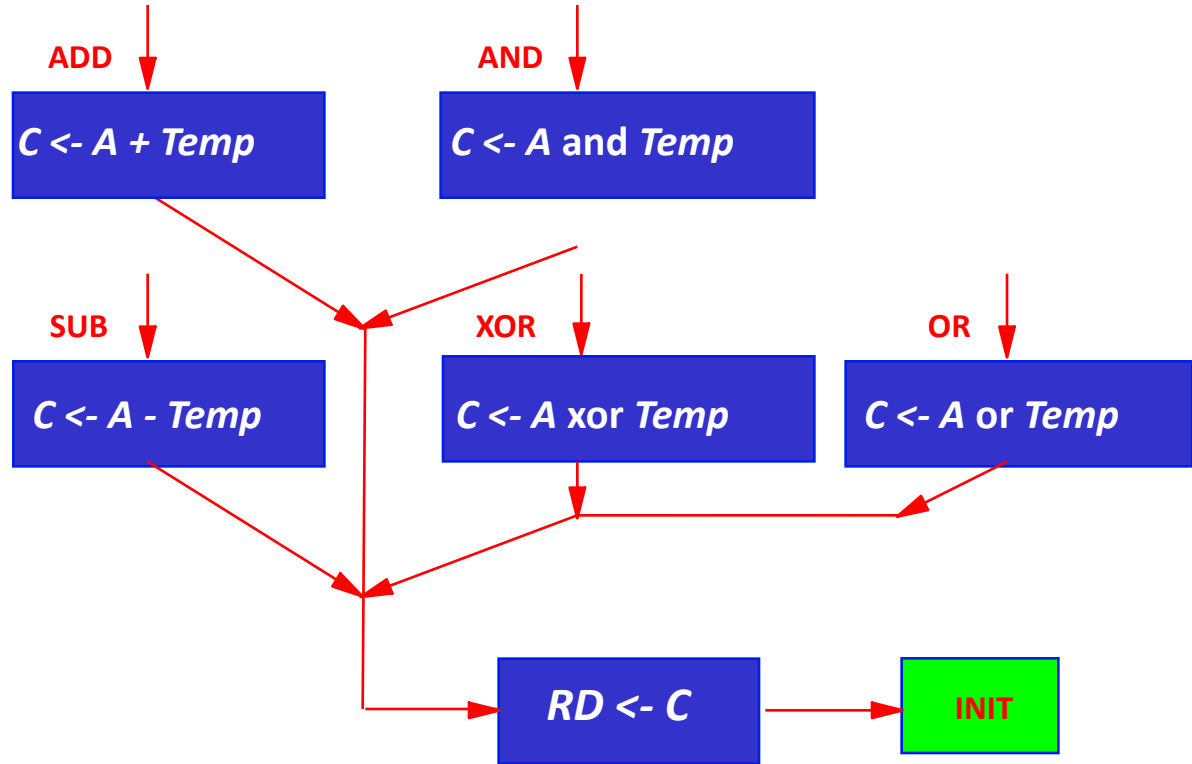 ADD
AND
C <- A + Temp
C <- A and Temp
SUB
XOR
OR
C <- A - Temp
C <- A xor Temp
C <- A or Temp
RD <- C
INIT